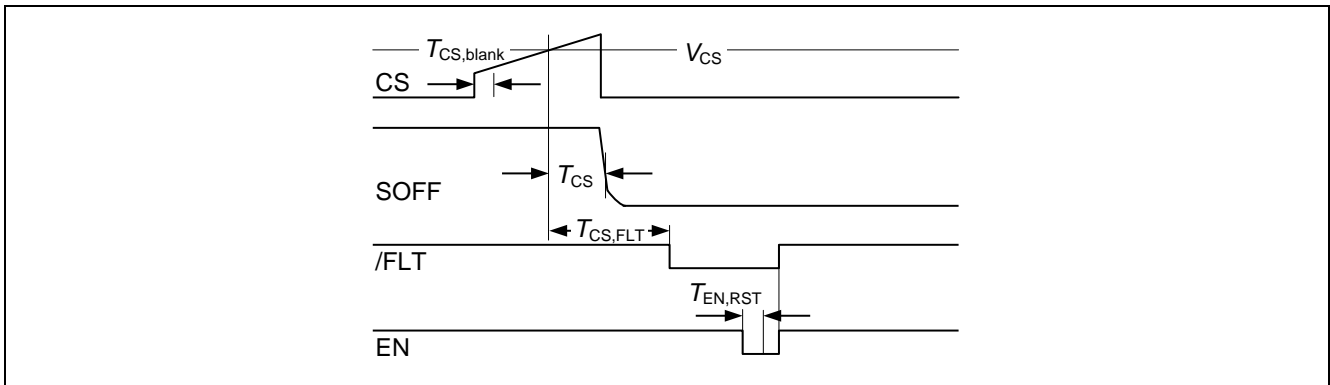 T_CS,blank V_CS
CS
T_CS
SOFF
T_CS,FLT
/FLT
T_EN,RST
EN